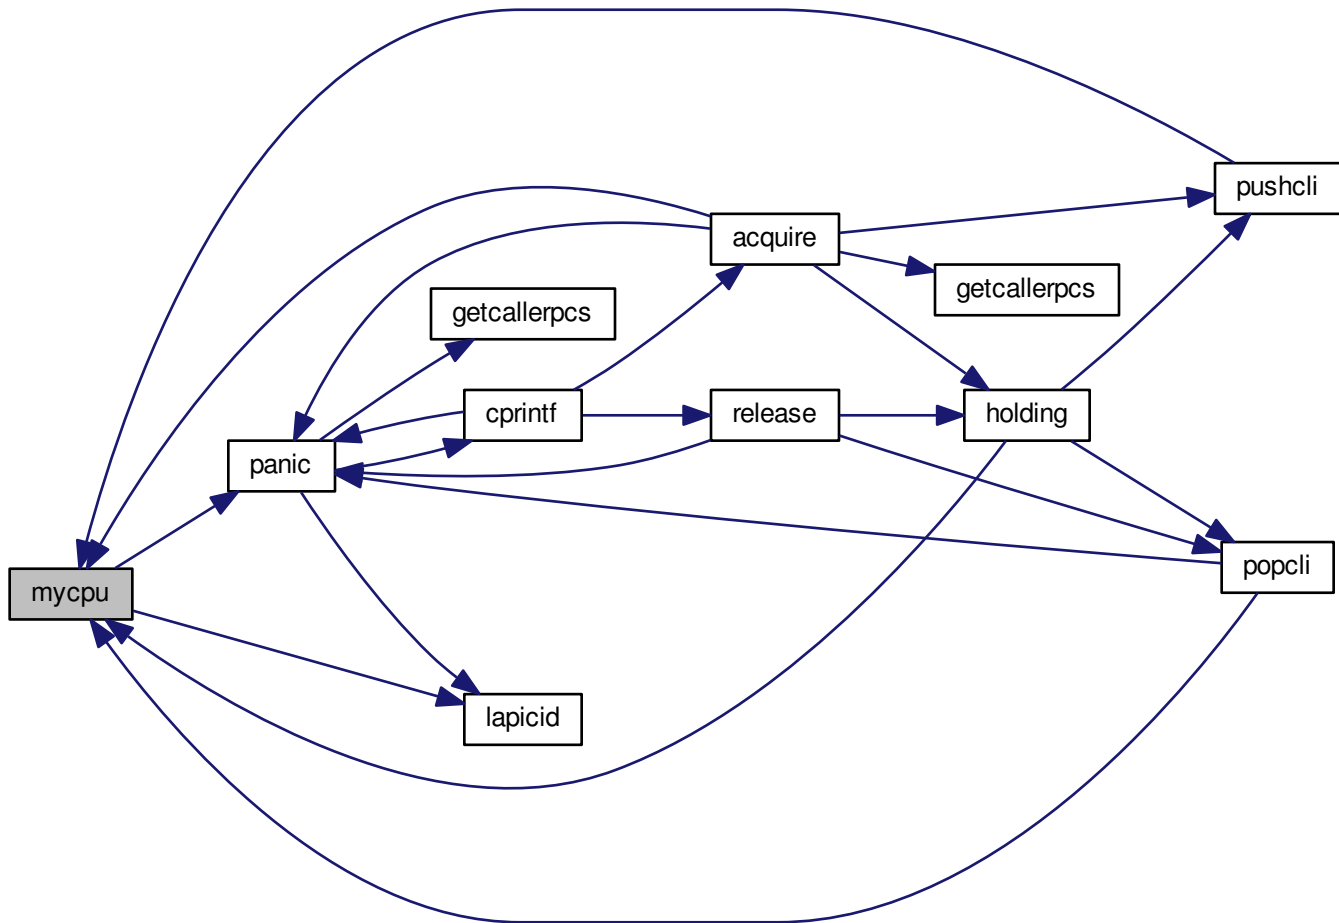 pushcli
acquire
getcallerpcs
getcallerpcs
cprintf
release
holding
panic
popcli
mycpu
lapicid